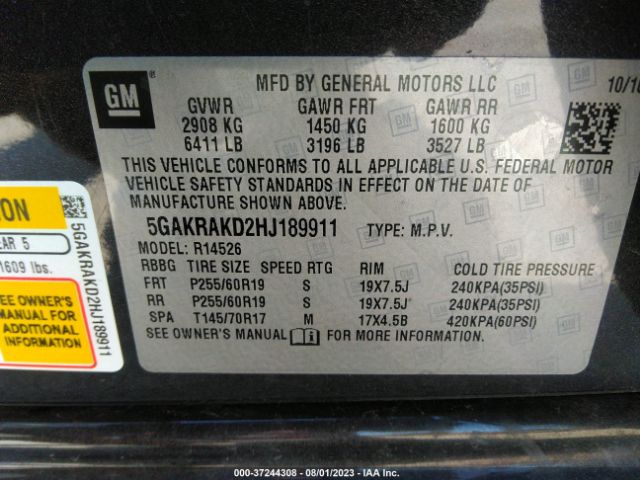 GM
®
MFD BY GENERAL MOTORS LLC
10/16
GVWR GAWR FRT GAWR RR
2908 KG 1450 KG 1600 KG
6411 LB 3196 LB 3527 LB
THIS VEHICLE CONFORMS TO ALL APPLICABLE U.S. FEDERAL MOTOR
VEHICLE SAFETY STANDARDS IN EFFECT ON THE DATE OF
MANUFACTURE SHOWN ABOVE.
5GAKRAKD2HJ189911 TYPE: M.P.V.
MODEL: R14526
RBBG TIRE SIZE SPEED RTG RIM COLD TIRE PRESSURE
FRT P255/60R19 S 19X7.5J 240KPA(35PSI)
RR P255/60R19 S 19X7.5J 240KPA(35PSI)
SPA T145/70R17 M 17X4.5B 420KPA(60PSI)
SEE OWNER'S MANUAL FOR MORE INFORMATION.
ION
EAR 5
1609 lbs.
SEE OWNER'S
MANUAL FOR
ADDITIONAL
INFORMATION
5GAKRAKD2HJ189911
000-37244308 - 08/01/2023 - IAA Inc.